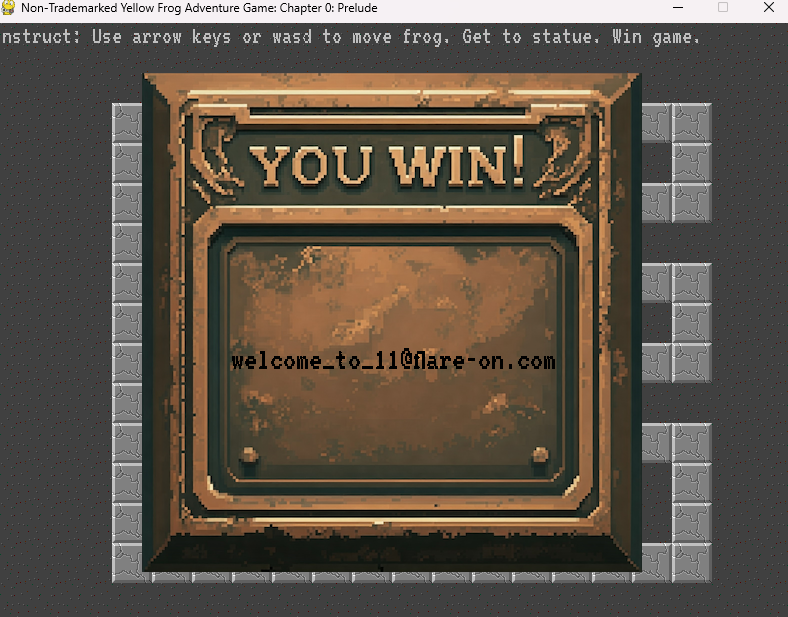 Non-Trademarked Yellow Frog Adventure Game: Chapter 0: Prelude
nstruct: Use arrow keys or wasd to move frog. Get to statue. Win game.
YOU WIN!
welcome_to_11@flare-on.com